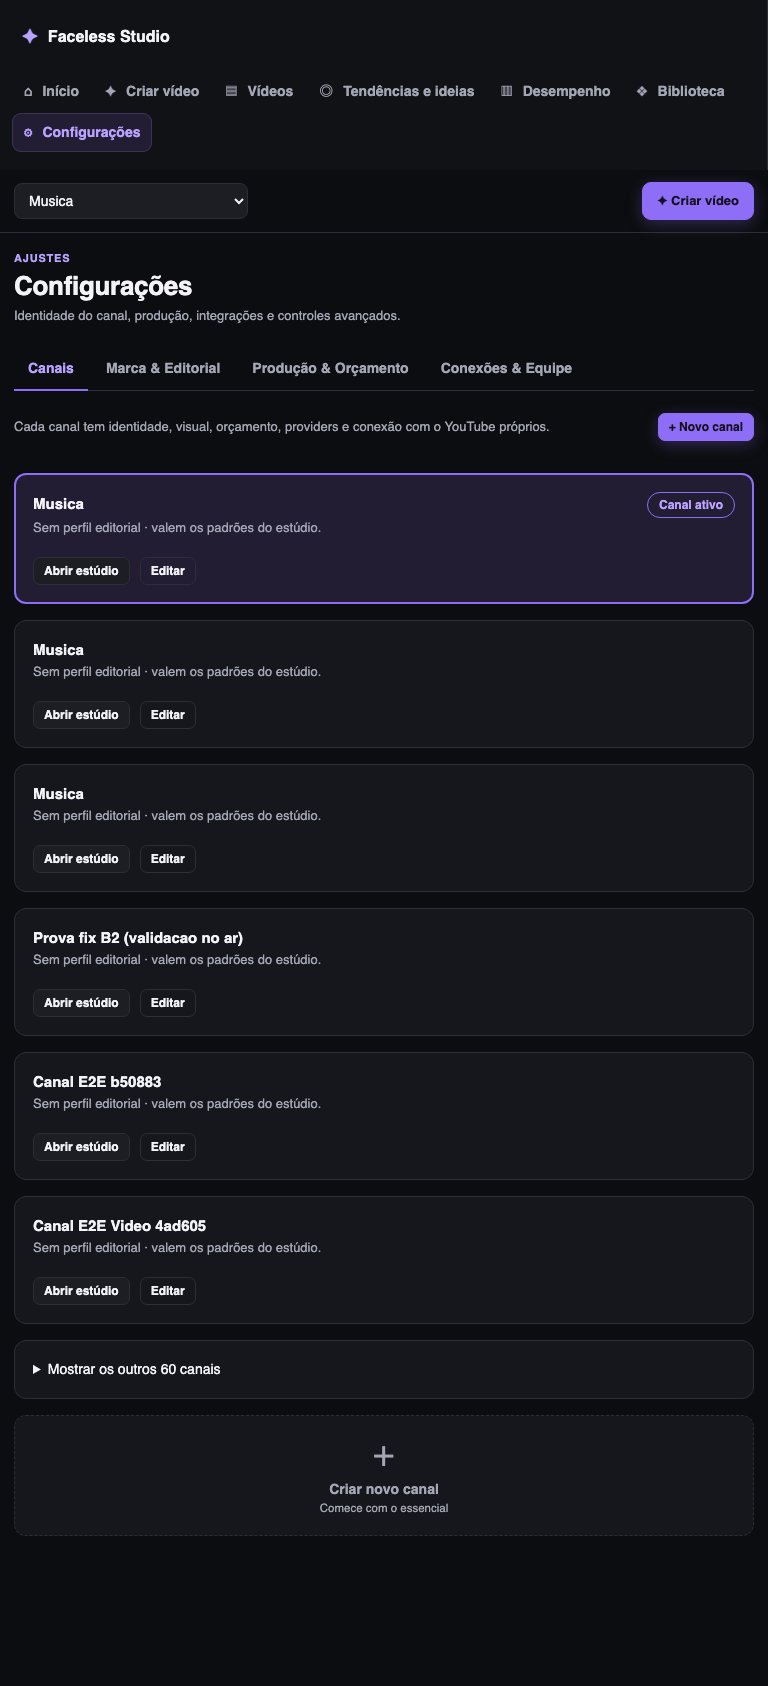 Faceless Studio
Início
Criar vídeo
Vídeos
Tendências e ideias
Desempenho
Biblioteca
Configurações
Musica
✦ Criar vídeo
AJUSTES
Configurações
Identidade do canal, produção, integrações e controles avançados.
Canais
Marca & Editorial
Produção & Orçamento
Conexões & Equipe
Cada canal tem identidade, visual, orçamento, providers e conexão com o YouTube próprios.
+ Novo canal
Musica
Canal ativo
Sem perfil editorial · valem os padrões do estúdio.
Abrir estúdio
Editar
Musica
Sem perfil editorial · valem os padrões do estúdio.
Abrir estúdio
Editar
Musica
Sem perfil editorial · valem os padrões do estúdio.
Abrir estúdio
Editar
Prova fix B2 (validacao no ar)
Sem perfil editorial · valem os padrões do estúdio.
Abrir estúdio
Editar
Canal E2E b50883
Sem perfil editorial · valem os padrões do estúdio.
Abrir estúdio
Editar
Canal E2E Video 4ad605
Sem perfil editorial · valem os padrões do estúdio.
Abrir estúdio
Editar
Mostrar os outros 60 canais
Criar novo canal
Comece com o essencial